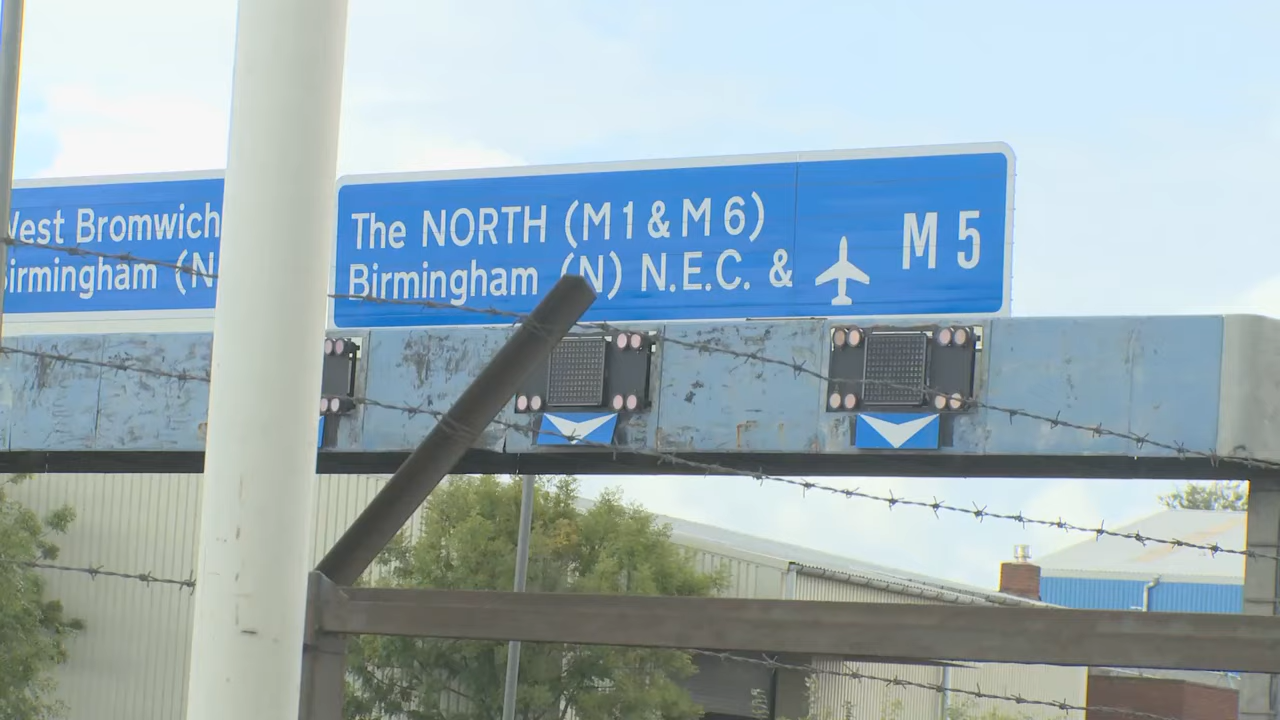 West Bromwich
Birmingham (N
The NORTH (M1 & M6)
Birmingham (N) N.E.C. &
M5